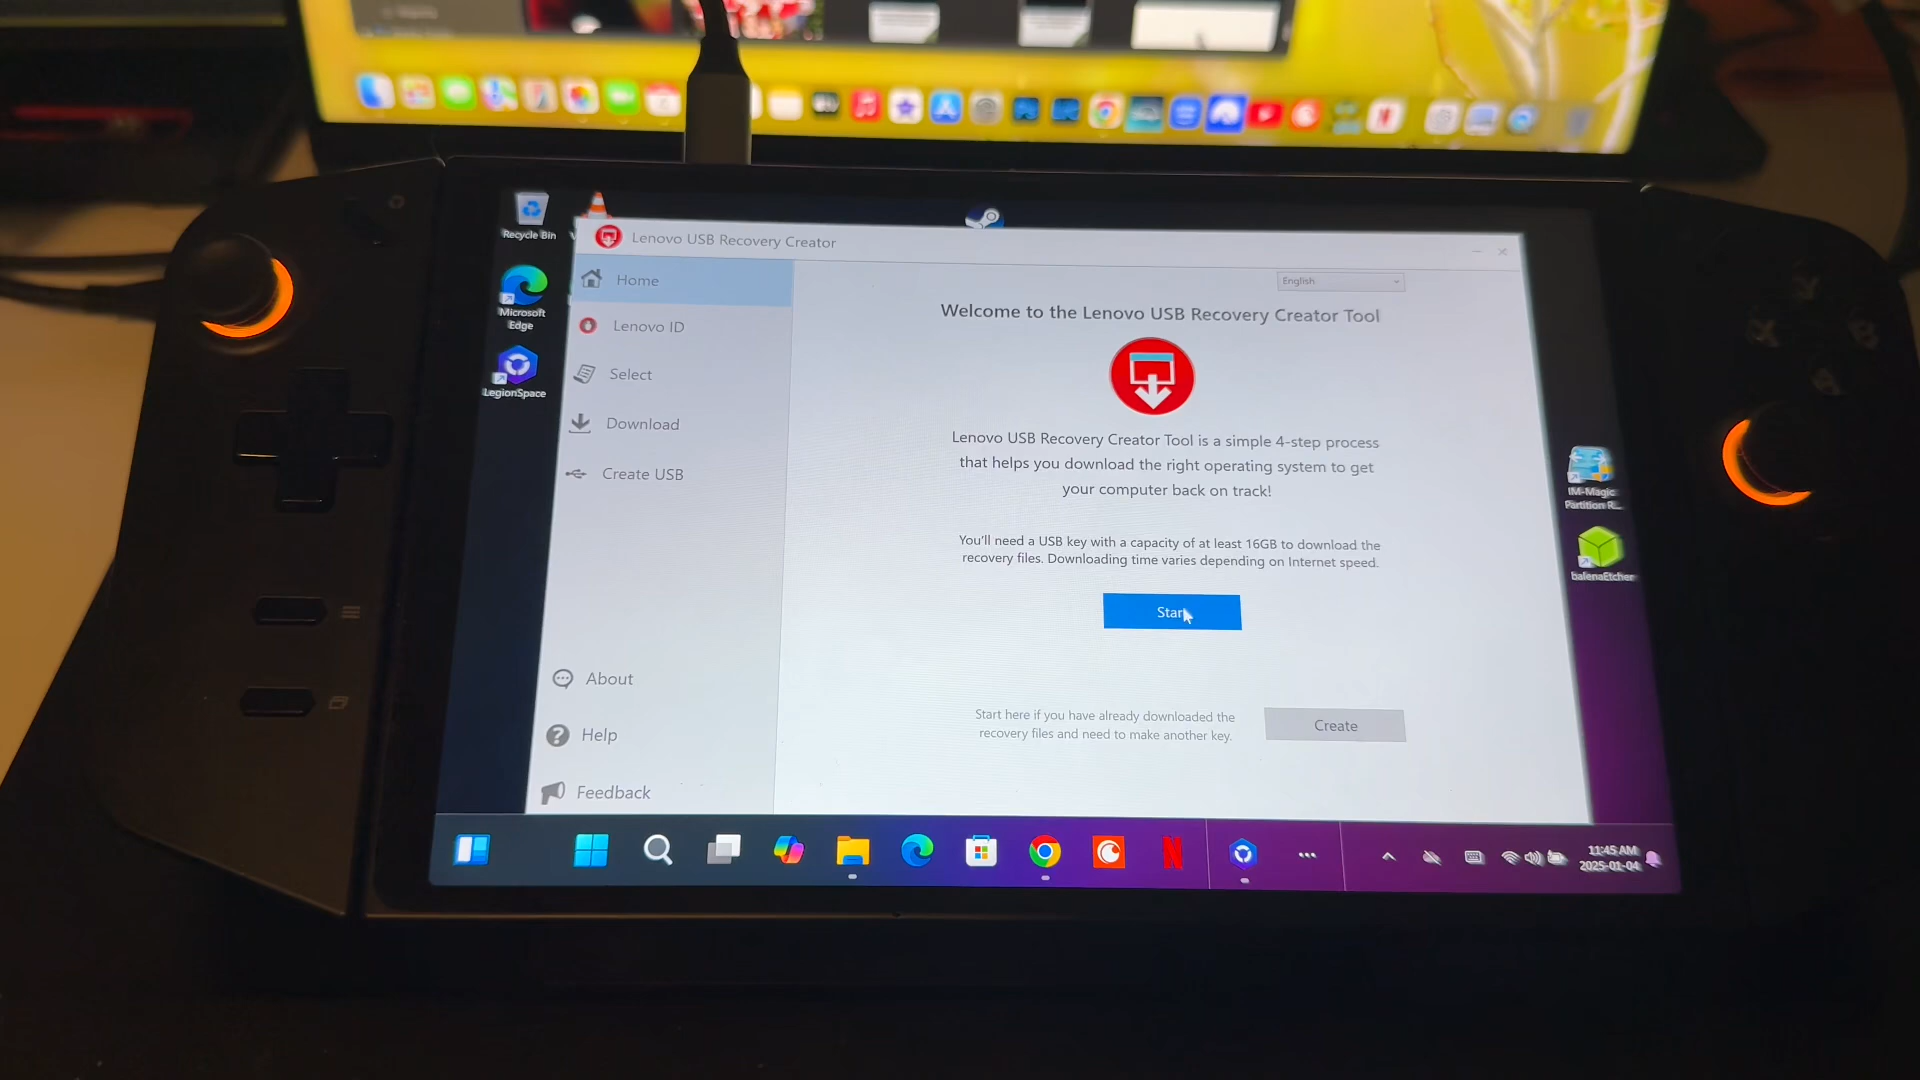 Recycle Bin
Microsoft
Edge
LegionSpace
Lenovo USB Recovery Creator
Home
Lenovo ID
Select
Download
Create USB
About
Help
Feedback
English
Welcome to the Lenovo USB Recovery Creator Tool
Lenovo USB Recovery Creator Tool is a simple 4-step process
that helps you download the right operating system to get
your computer back on track!
You'll need a USB key with a capacity of at least 16GB to download the
recovery files. Downloading time varies depending on Internet speed.
Start
Start here if you have already downloaded the
recovery files and need to make another key.
Create
IM-Magic
Partition R...
balenaEtcher
11:45 AM
2025-01-04
X
Y